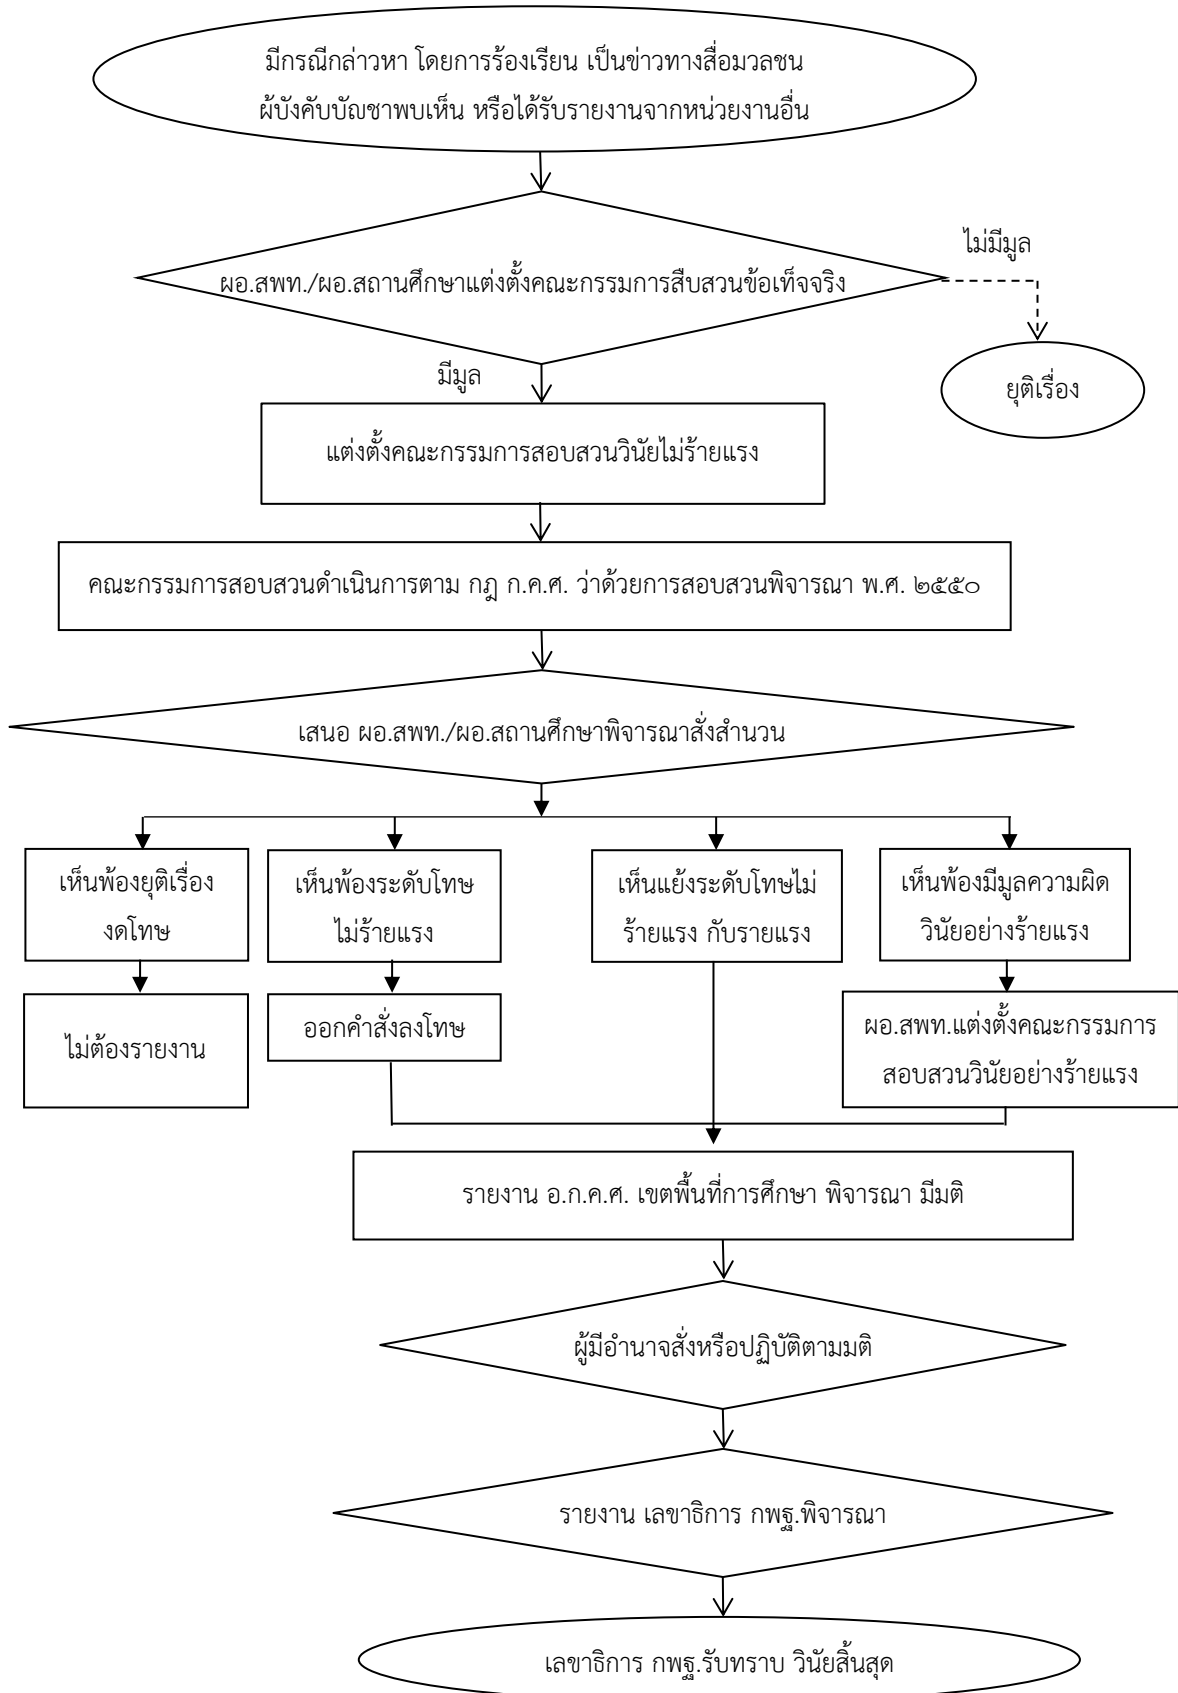 มีกรณีกล่าวหา โดยการร้องเรียน เป็นข่าวทางสื่อมวลชน
ผู้บังคับบัญชาพบเห็น หรือได้รับรายงานจากหน่วยงานอื่น
ไม่มีมูล
ผอ.สพท./ผอ.สถานศึกษาแต่งตั้งคณะกรรมการสืบสวนข้อเท็จจริง
มีมูล
ยุติเรื่อง
แต่งตั้งคณะกรรมการสอบสวนวินัยไม่ร้ายแรง
คณะกรรมการสอบสวนดำเนินการตาม กฎ ก.ค.ศ. ว่าด้วยการสอบสวนพิจารณา พ.ศ. ๒๕๕๐
เสนอ ผอ.สพท./ผอ.สถานศึกษาพิจารณาสั่งสำนวน
เห็นพ้องยุติเรื่อง
งดโทษ
เห็นพ้องระดับโทษ
ไม่ร้ายแรง
เห็นแย้งระดับโทษไม่
ร้ายแรง กับรายแรง
เห็นพ้องมีมูลความผิด
วินัยอย่างร้ายแรง
ไม่ต้องรายงาน
ออกคำสั่งลงโทษ
ผอ.สพท.แต่งตั้งคณะกรรมการ
สอบสวนวินัยอย่างร้ายแรง
รายงาน อ.ก.ค.ศ. เขตพื้นที่การศึกษา พิจารณา มีมติ
ผู้มีอำนาจสั่งหรือปฏิบัติตามมติ
รายงาน เลขาธิการ กพฐ.พิจารณา
เลขาธิการ กพฐ.รับทราบ วินัยสิ้นสุด